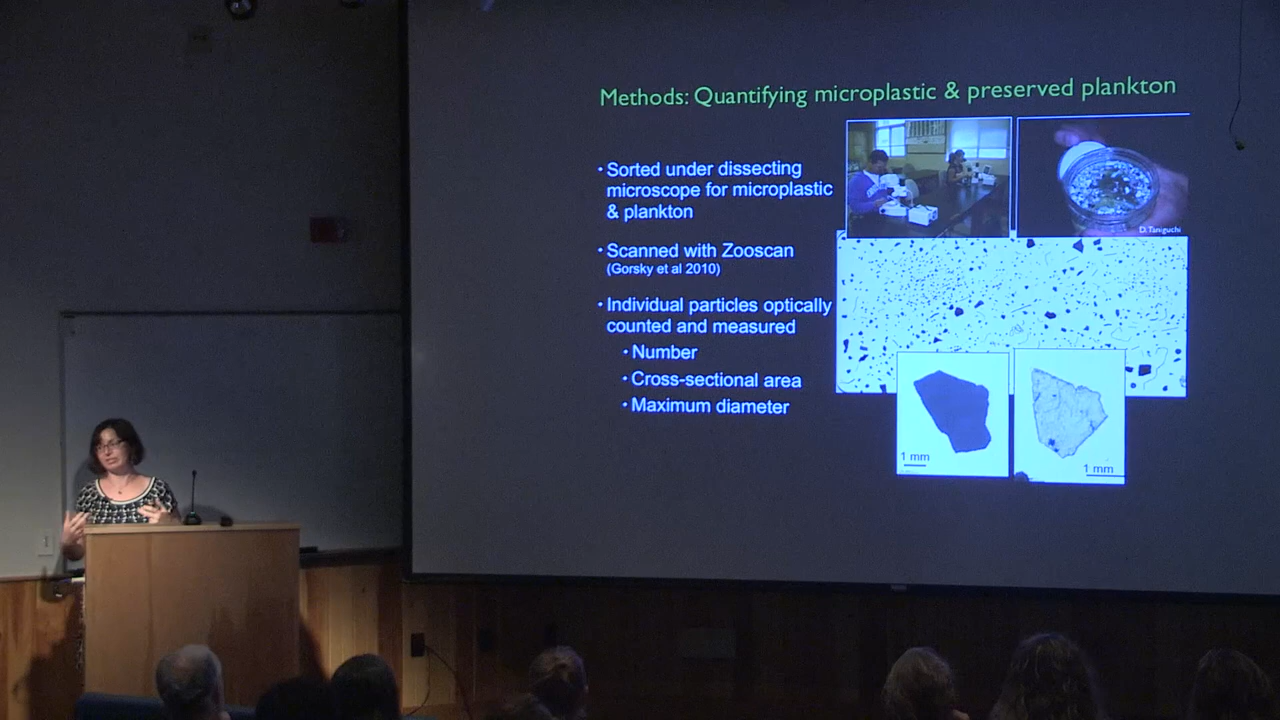 Methods: Quantifying microplastic & preserved plankton
• Sorted under dissecting
microscope for microplastic
& plankton
• Scanned with Zooscan
(Gorsky et al 2010)
• Individual particles optically
counted and measured
• Number
• Cross-sectional area
• Maximum diameter
D. Taniguchi
1 mm
1 mm